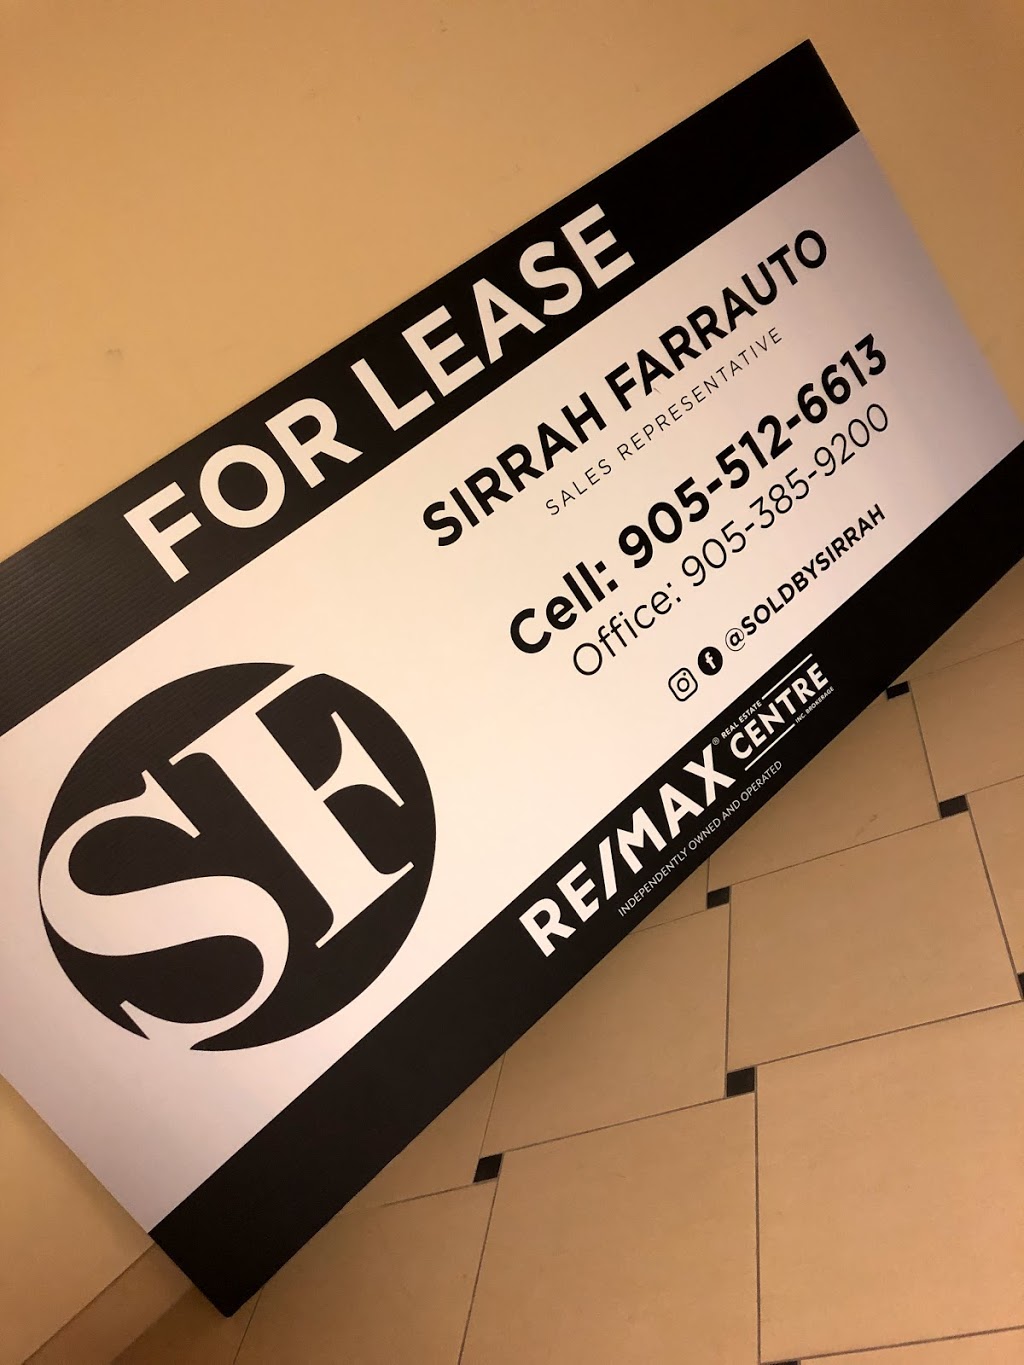 FOR LEASE
SF
SIRRAH FARRAUTO
SALES REPRESENTATIVE
Cell: 905-512-6613
Office: 905-385-9200
@SOLDBYSIRRAH
RE/MAX® REAL ESTATE CENTRE INC. BROKERAGE
INDEPENDENTLY OWNED AND OPERATED